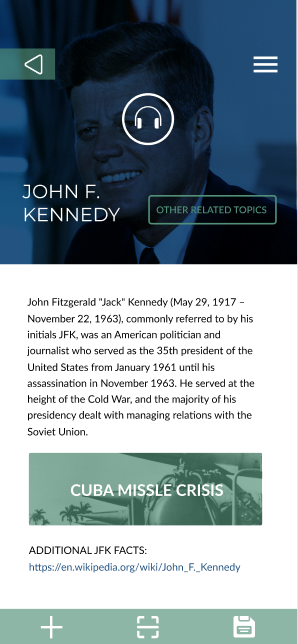 JOHN F.
KENNEDY
OTHER RELATED TOPICS
John Fitzgerald "Jack" Kennedy (May 29, 1917 –
November 22, 1963), commonly referred to by his
initials JFK, was an American politician and
journalist who served as the 35th president of the
United States from January 1961 until his
assassination in November 1963. He served at the
height of the Cold War, and the majority of his
presidency dealt with managing relations with the
Soviet Union.
CUBA MISSLE CRISIS
ADDITIONAL JFK FACTS:
https://en.wikipedia.org/wiki/John_F._Kennedy